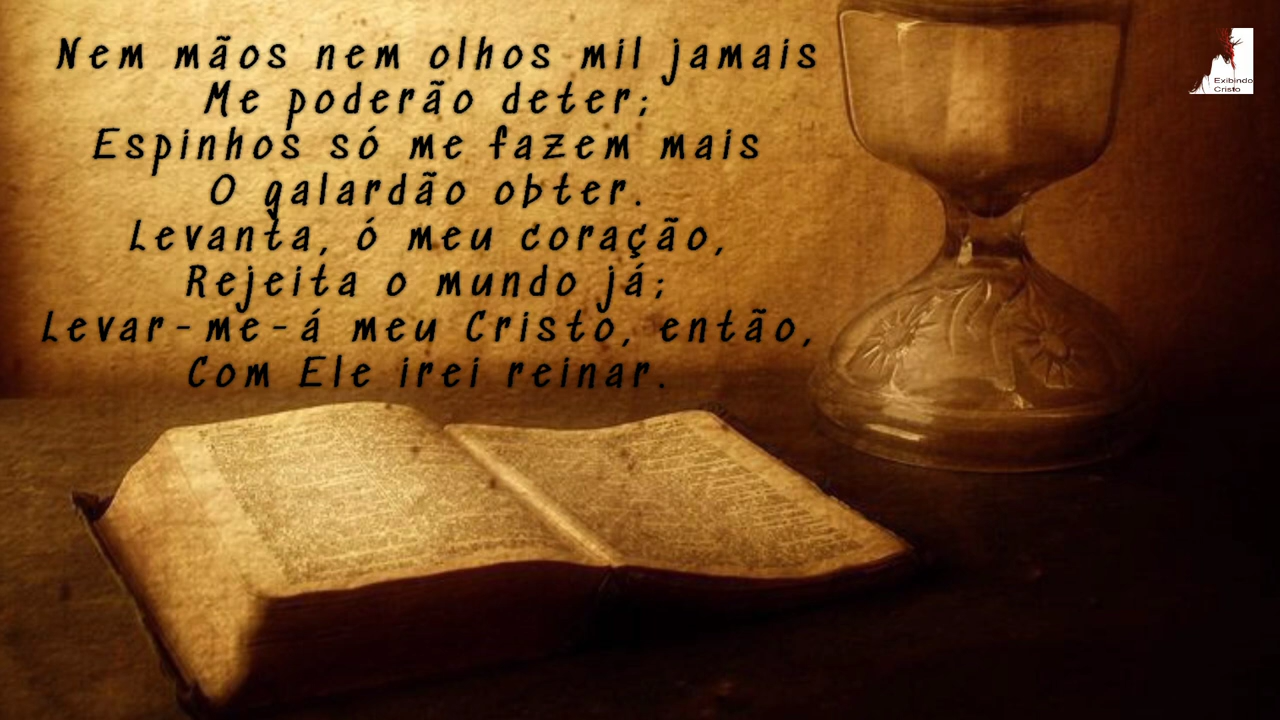 Nem mãos nem olhos mil jamais
Me poderão deter;
Espinhos só me fazem mais
O galardão obter.
Levanta, ó meu coração,
Rejeita o mundo já;
Levar-me-á meu Cristo, então,
Com Ele irei reinar.
Exibindo
Cristo